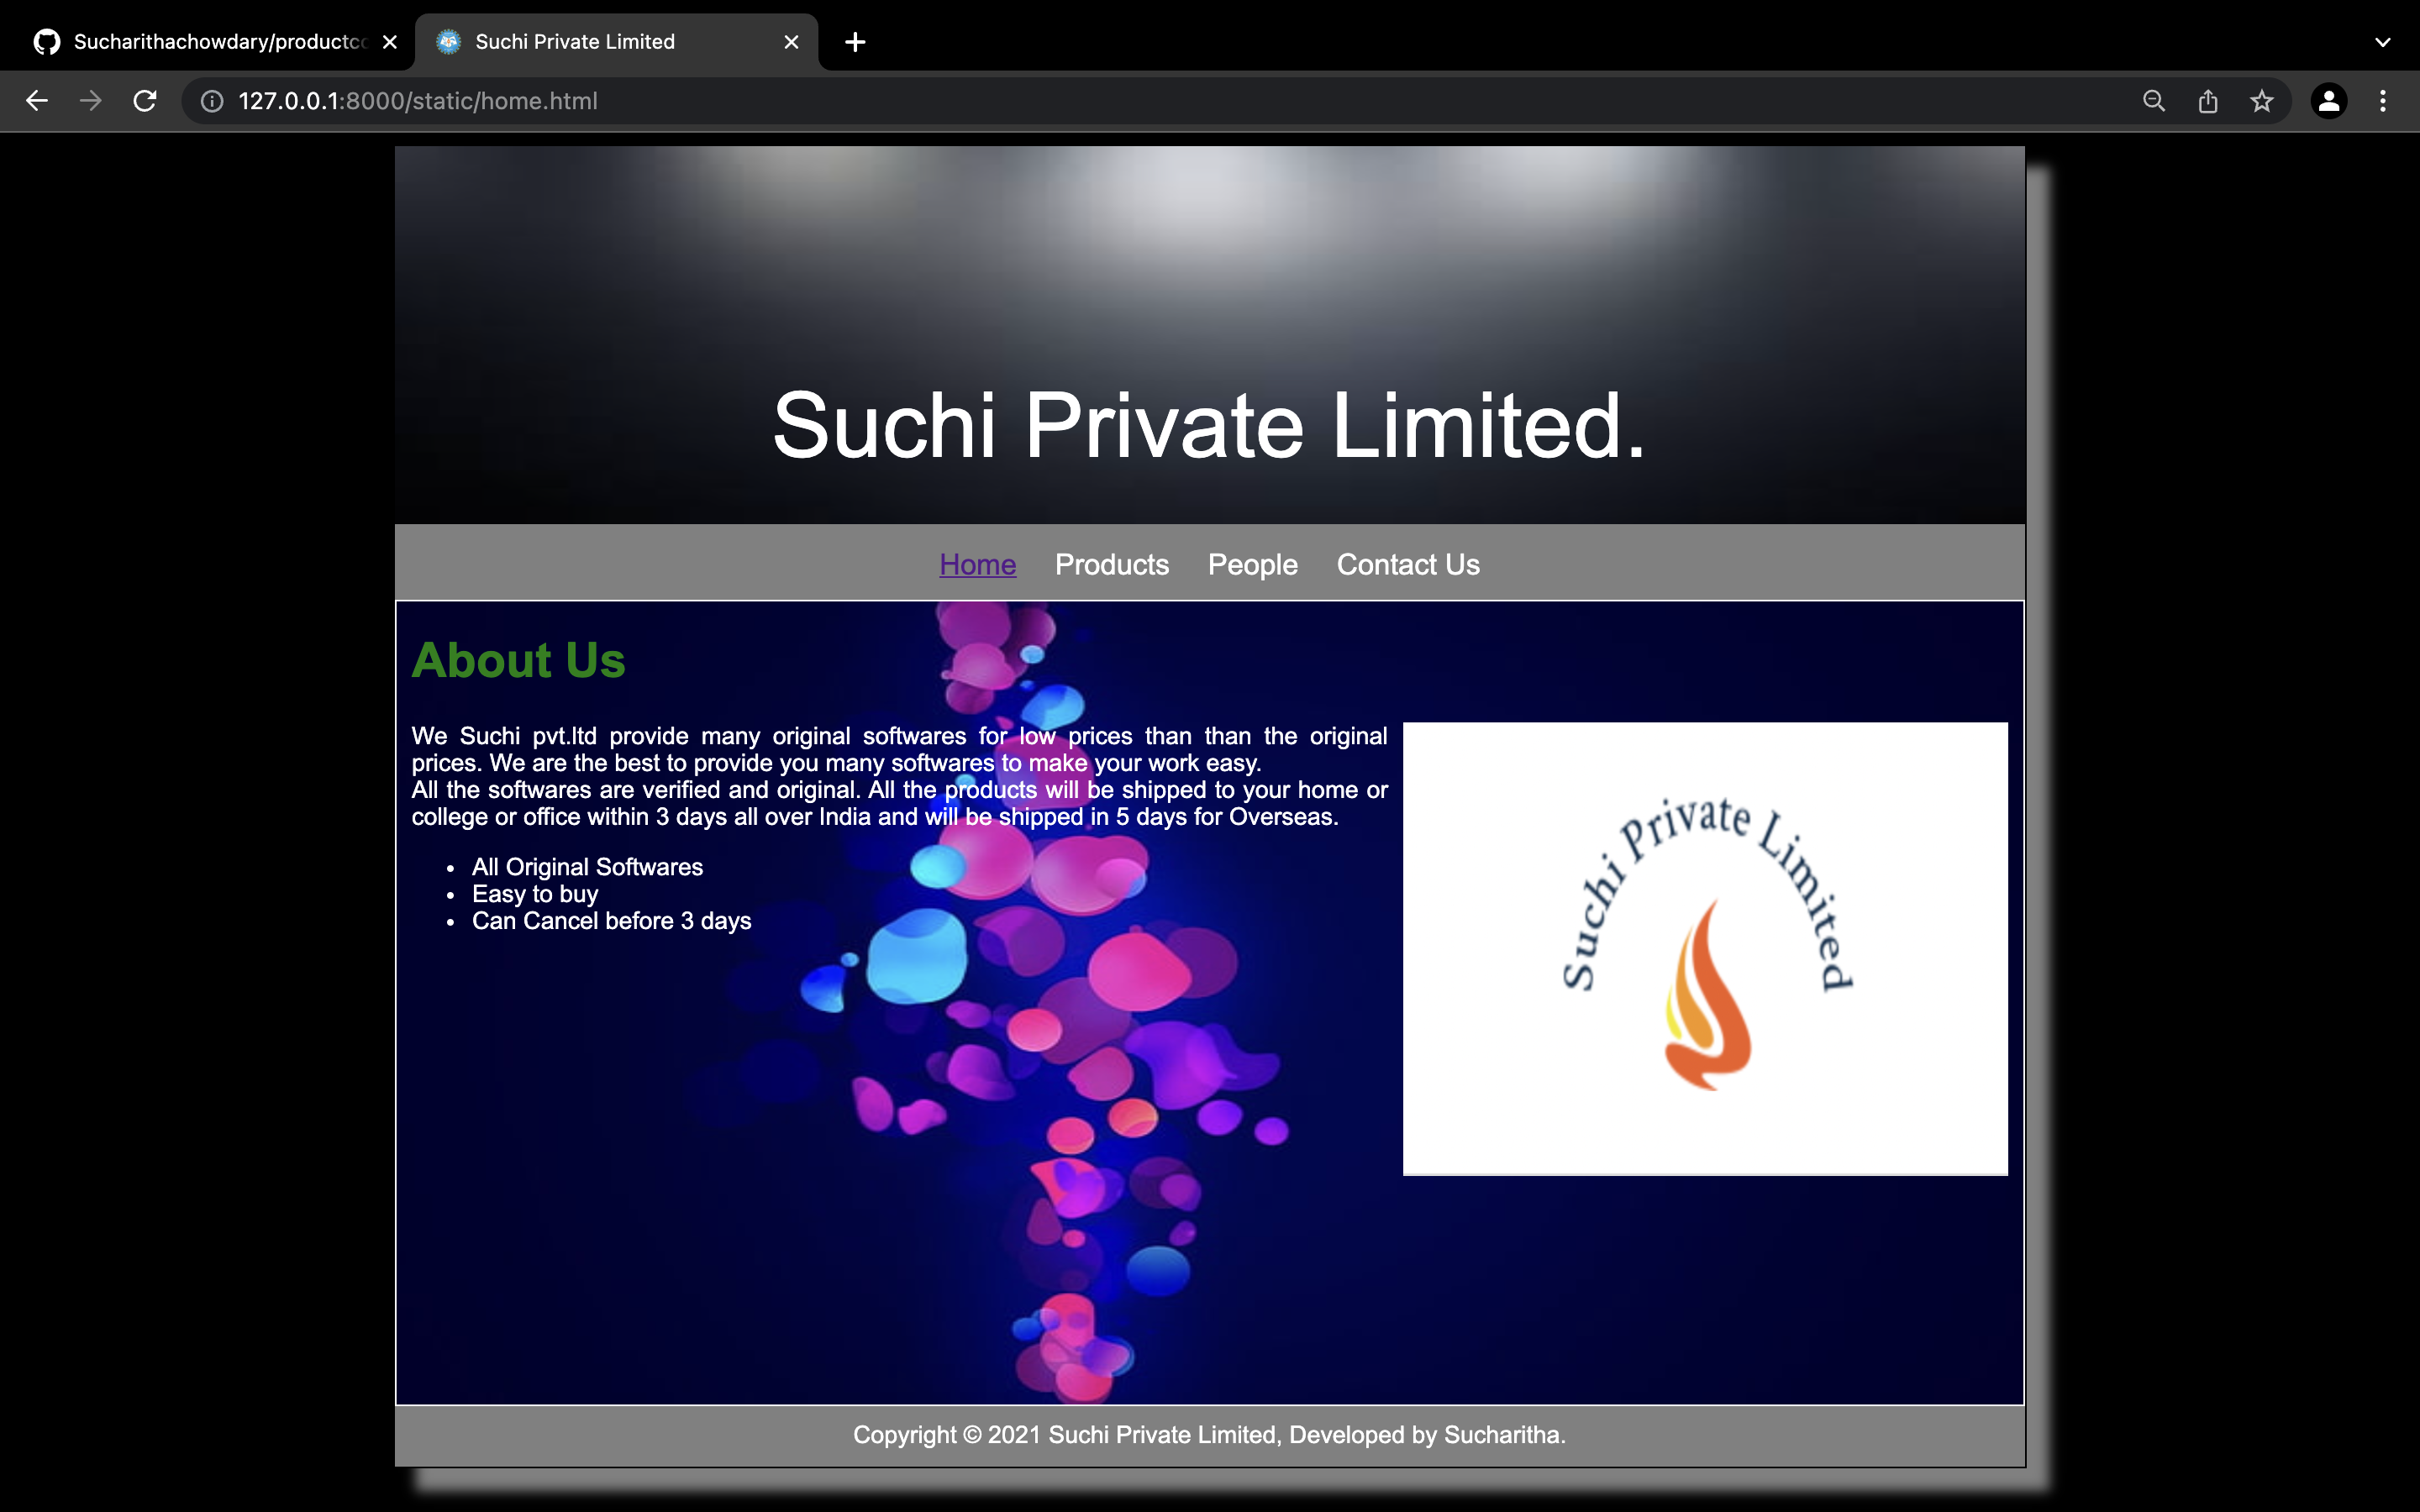 Sucharithachowdary/productco
Suchi Private Limited
127.0.0.1:8000/static/home.html
Suchi Private Limited.
Home Products People Contact Us
About Us
We Suchi pvt.ltd provide many original softwares for low prices than than the original
prices. We are the best to provide you many softwares to make your work easy.
All the softwares are verified and original. All the products will be shipped to your home or
college or office within 3 days all over India and will be shipped in 5 days for Overseas.
• All Original Softwares
• Easy to buy
• Can Cancel before 3 days
Suchi Private Limited
Copyright © 2021 Suchi Private Limited, Developed by Sucharitha.